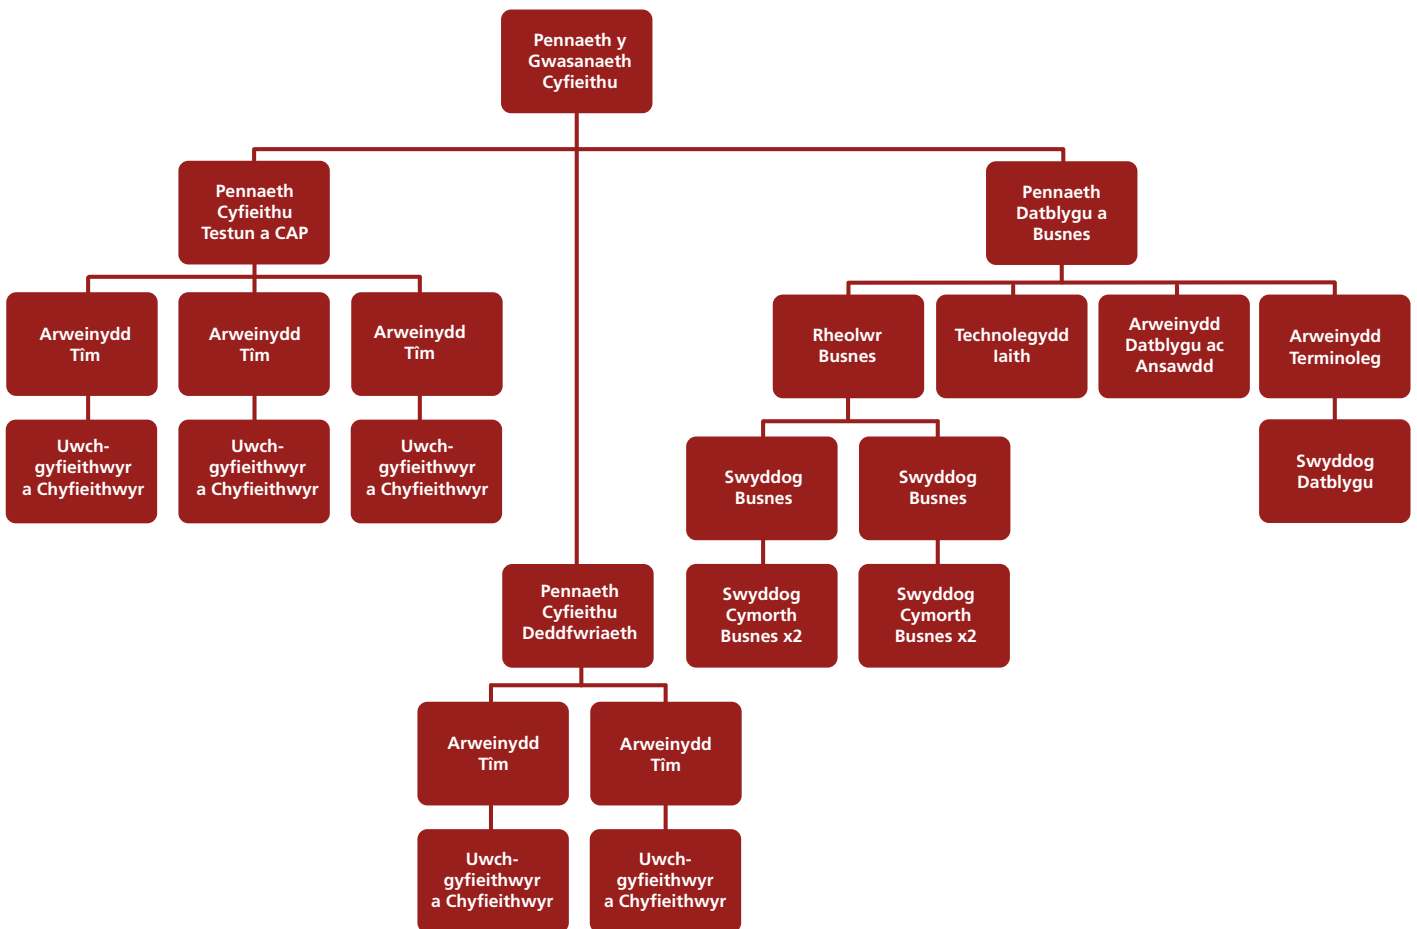 Pennaeth y
Gwasanaeth
Cyfieithu
Pennaeth
Cyfieithu
Testun a CAP
Pennaeth
Datblygu a
Busnes
Arweinydd
Tîm
Arweinydd
Tîm
Arweinydd
Tîm
Rheolwr
Busnes
Technolegydd
Iaith
Arweinydd
Datblygu ac
Ansawdd
Arweinydd
Terminoleg
Uwch-
gyfieithwyr
a Chyfieithwyr
Uwch-
gyfieithwyr
a Chyfieithwyr
Uwch-
gyfieithwyr
a Chyfieithwyr
Swyddog
Busnes
Swyddog
Busnes
Swyddog
Datblygu
Pennaeth
Cyfieithu
Deddfwriaeth
Swyddog
Cymorth
Busnes x2
Swyddog
Cymorth
Busnes x2
Arweinydd
Tîm
Arweinydd
Tîm
Uwch-
gyfieithwyr
a Chyfieithwyr
Uwch-
gyfieithwyr
a Chyfieithwyr